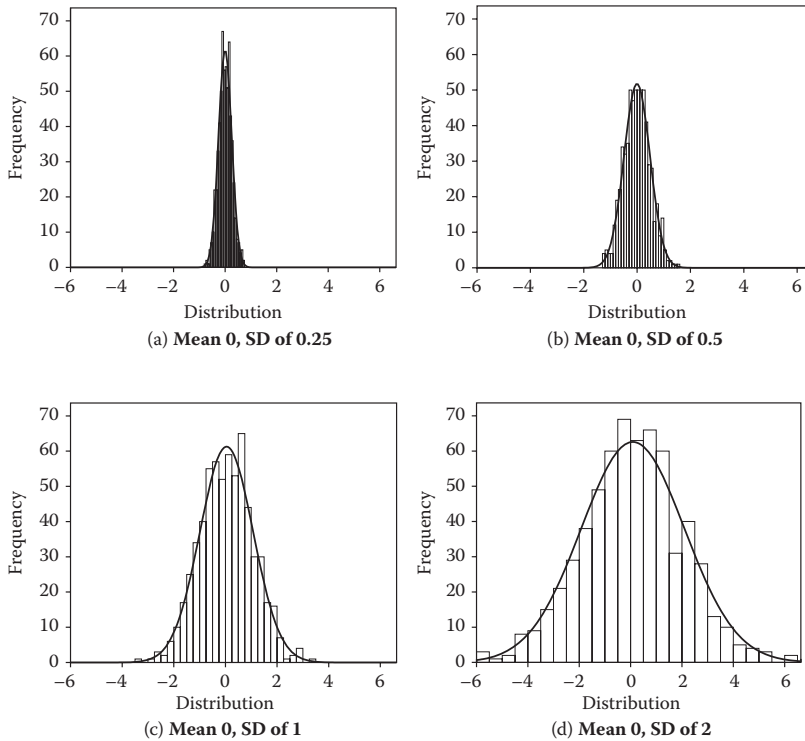 70
60
50
40
30
20
10
0
Frequency
−6 −4 −2 0 2 4 6
Distribution
(a) Mean 0, SD of 0.25
70
60
50
40
30
20
10
0
Frequency
−6 −4 −2 0 2 4 6
Distribution
(b) Mean 0, SD of 0.5
70
60
50
40
30
20
10
0
Frequency
−6 −4 −2 0 2 4 6
Distribution
(c) Mean 0, SD of 1
70
60
50
40
30
20
10
0
Frequency
−6 −4 −2 0 2 4 6
Distribution
(d) Mean 0, SD of 2